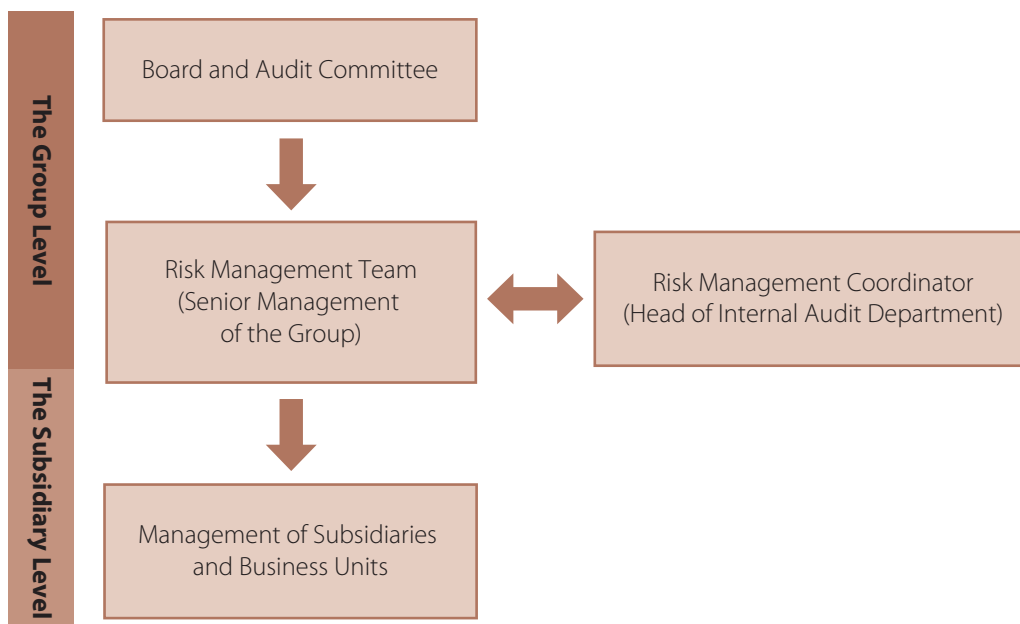 The Group Level
Board and Audit Committee
Risk Management Team
(Senior Management
of the Group)
Risk Management Coordinator
(Head of Internal Audit Department)
The Subsidiary Level
Management of Subsidiaries
and Business Units